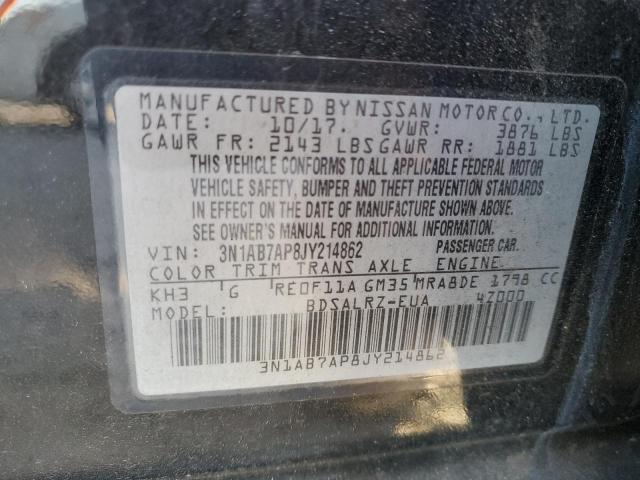 MANUFACTURED BY NISSAN MOTOR CO., LTD.
DATE: 10/17. GVWR: 3876 LBS
GAWR FR: 2143 LBS GAWR RR: 1881 LBS
THIS VEHICLE CONFORMS TO ALL APPLICABLE FEDERAL MOTOR
VEHICLE SAFETY, BUMPER AND THEFT PREVENTION STANDARDS
IN EFFECT ON THE DATE OF MANUFACTURE SHOWN ABOVE.
SEE OWNER'S MANUAL FOR ADDITIONAL INFORMATION
VIN: 3N1AB7AP8JY214862 PASSENGER CAR.
COLOR TRIM TRANS AXLE ENGINE
KH3 G RE0F11A GM35 MRA8DE 1798 CC
MODEL: BDSALRZ-EUA 4Z000
3N1AB7AP8JY214862